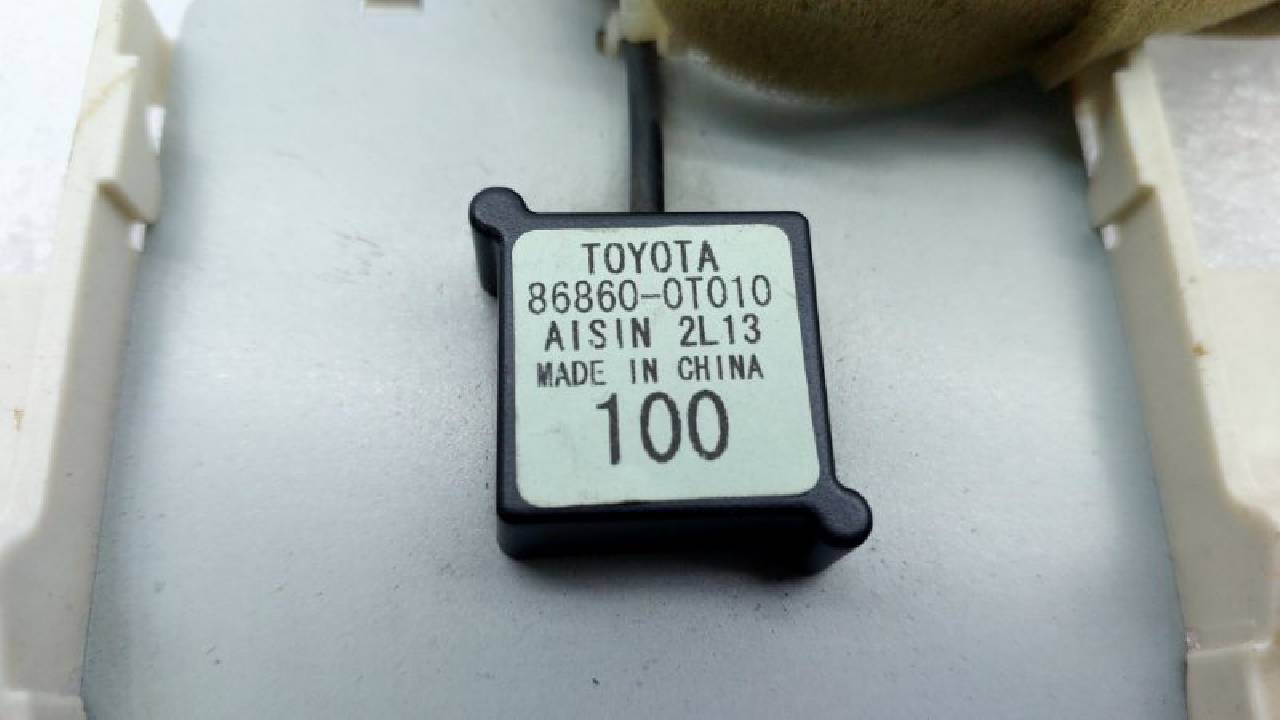 TOYOTA
86860-0T010
AISIN 2L13
MADE IN CHINA
100